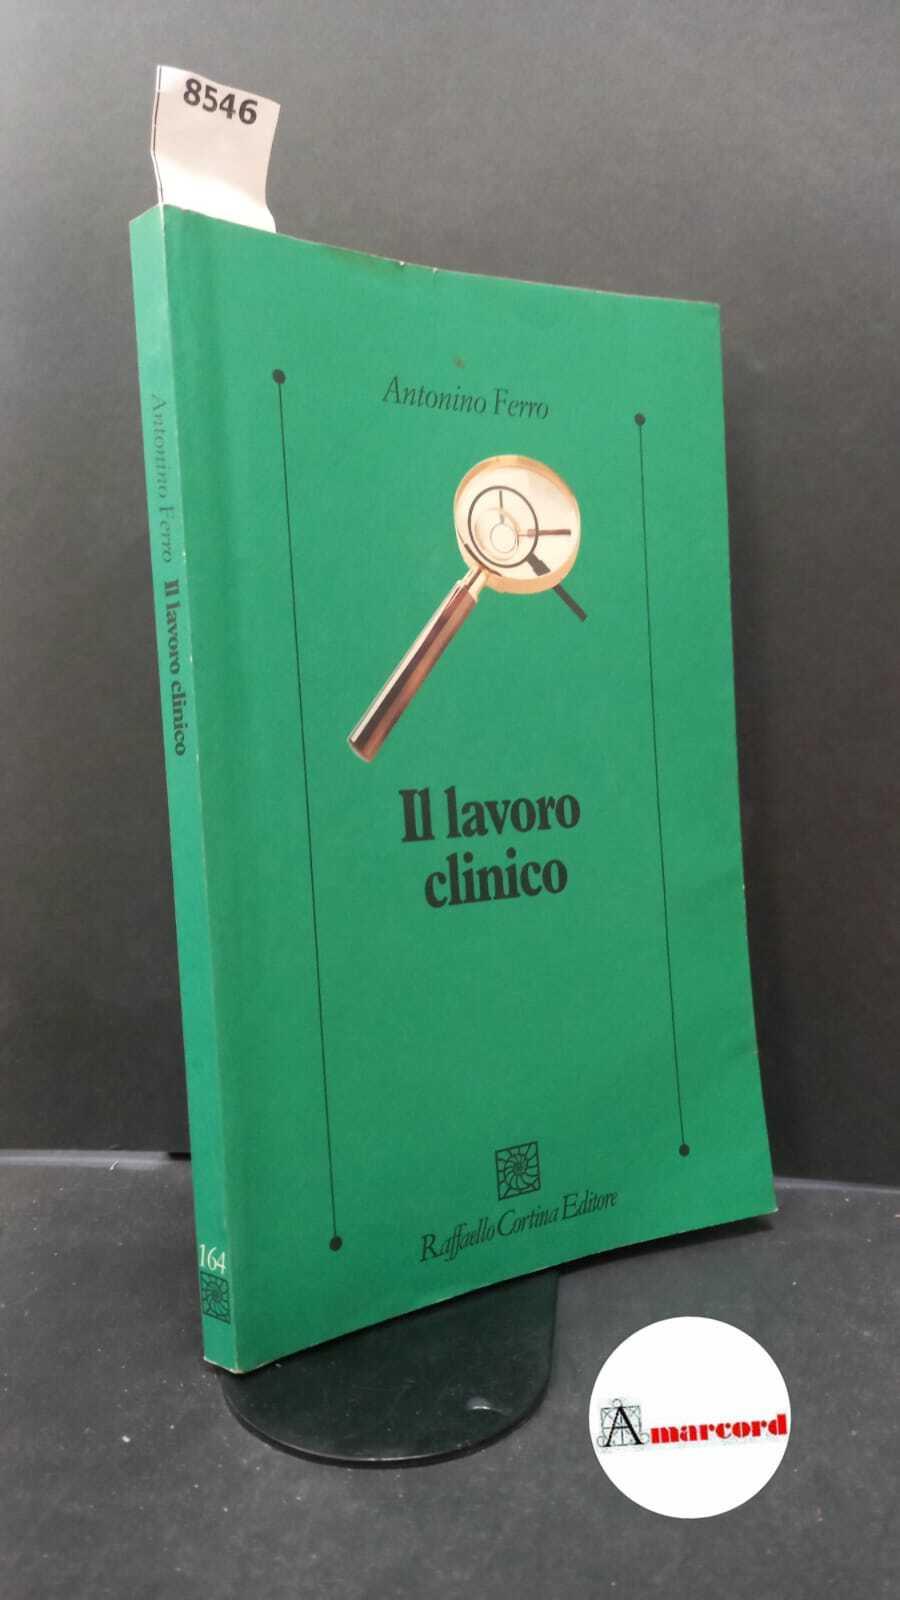 8546
Antonino Ferro
Il lavoro
clinico
Raffaello Cortina Editore
Antonino Ferro Il lavoro clinico
164
Amarcord